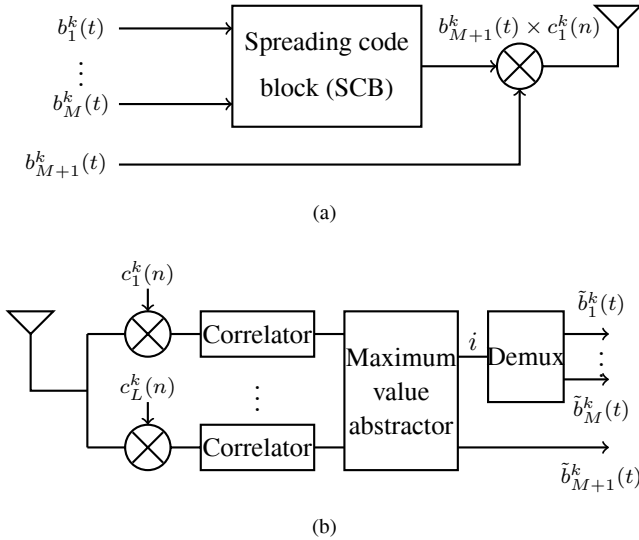 b_1^k(t)
⋮
b_M^k(t)
b_{M+1}^k(t)
Spreading code
block (SCB)
b_{M+1}^k(t) × c_1^k(n)
(a)
c_1^k(n)
Correlator
c_L^k(n)
⋮
Correlator
Maximum
value
abstractor
i
Demux
b̃_1^k(t)
⋮
b̃_M^k(t)
b̃_{M+1}^k(t)
(b)